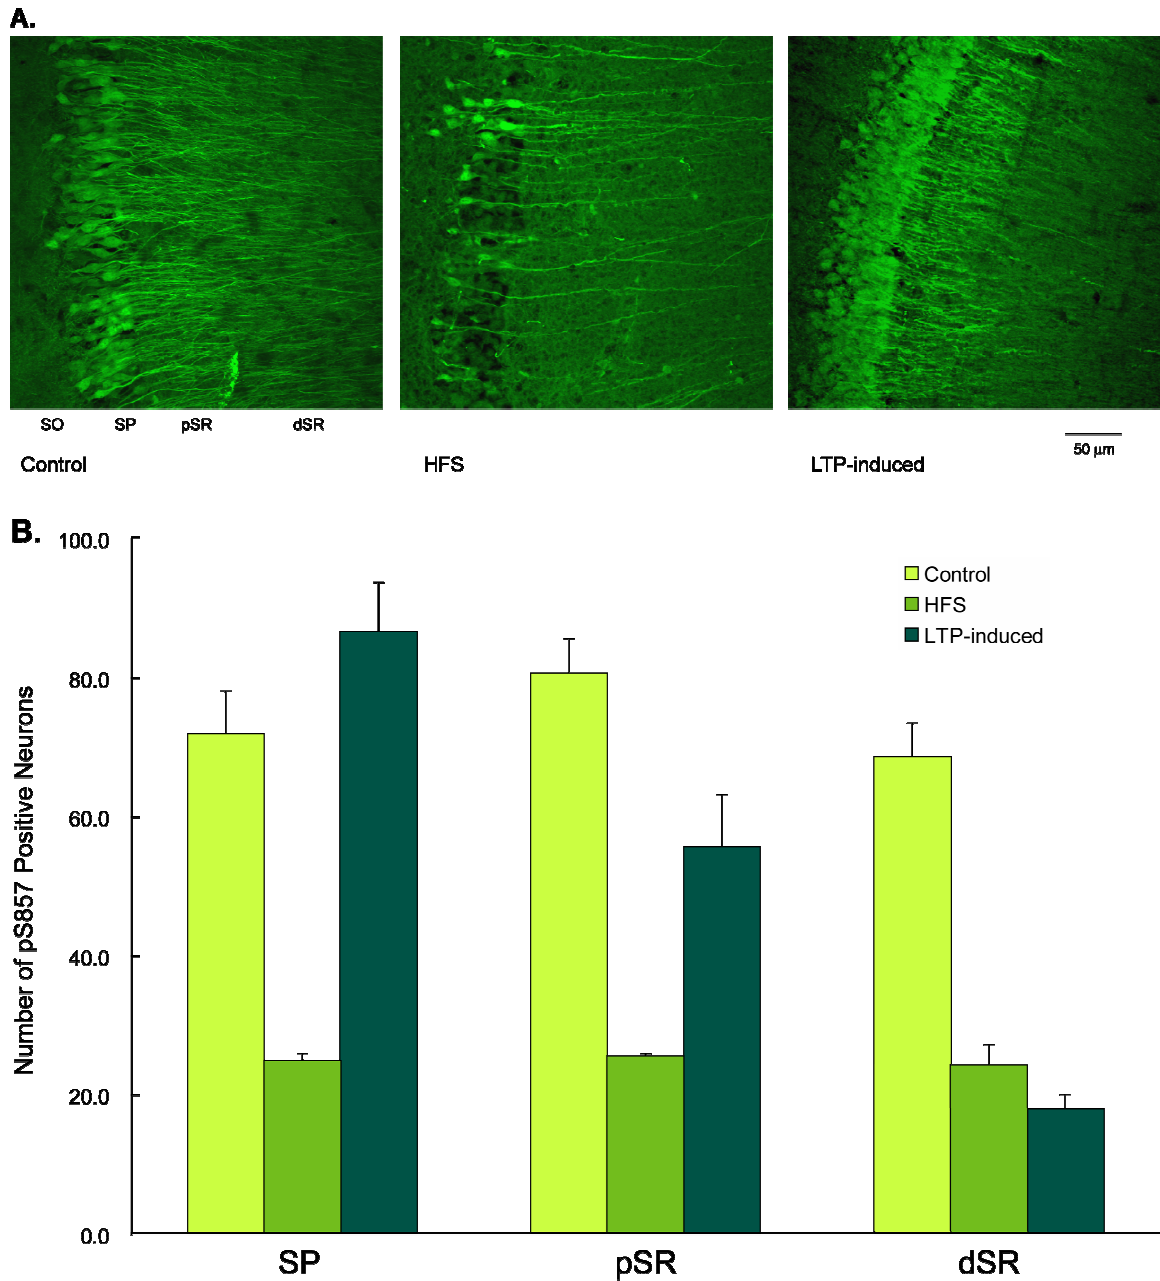 A.
SO SP pSR dSR
50 µm
Control HFS LTP-induced
B.
Number of pS857 Positive Neurons
100.0
80.0
60.0
40.0
20.0
0.0
Control
HFS
LTP-induced
SP pSR dSR